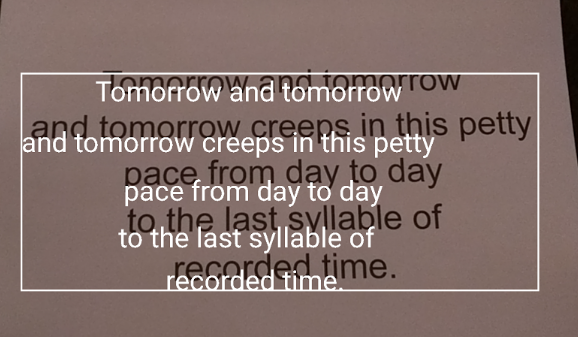 Tomorrow and tomorrow
and tomorrow creeps in this petty
pace from day to day
to the last syllable of
recorded time.
Tomorrow and tomorrow
and tomorrow creeps in this petty
pace from day to day
to the last syllable of
recorded time.